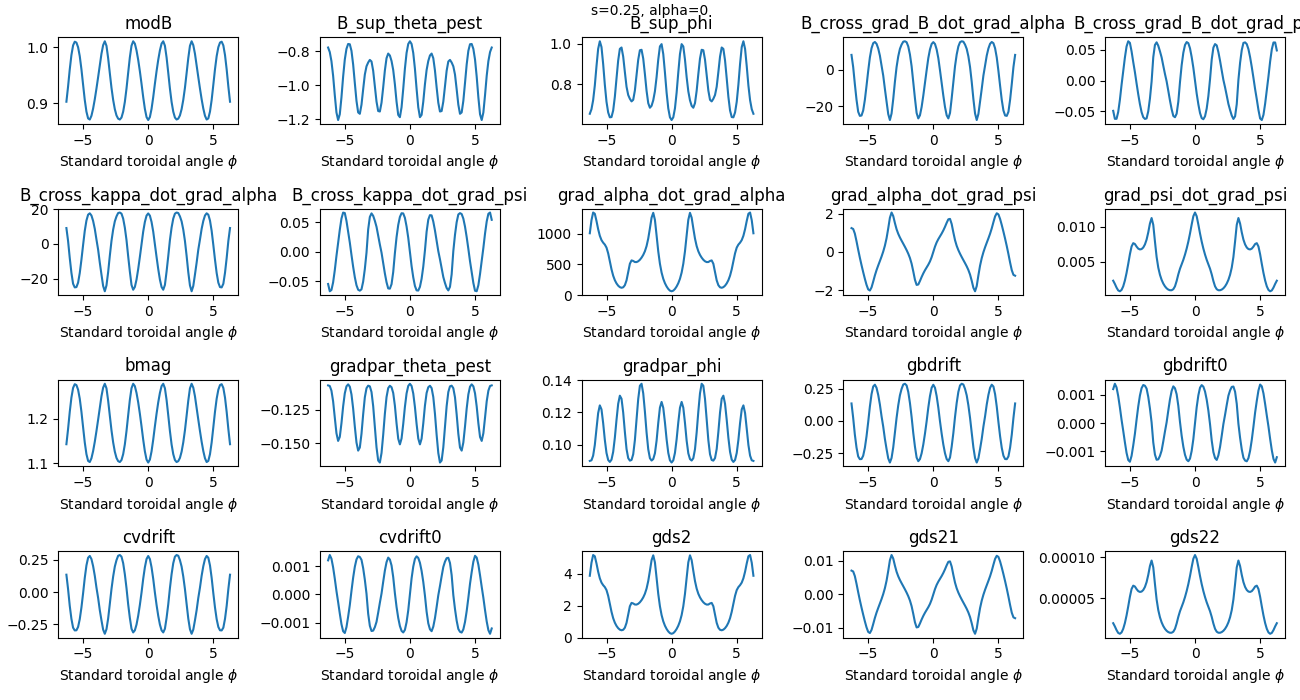 s=0.25, alpha=0
modB
B_sup_theta_pest
B_sup_phi
B_cross_grad_B_dot_grad_alpha
B_cross_grad_B_dot_grad_p
1.0
0.9
−5
0
5
Standard toroidal angle ϕ
−0.8
−1.0
−1.2
−5
0
5
Standard toroidal angle ϕ
1.0
0.8
−5
0
5
Standard toroidal angle ϕ
0
−20
−5
0
5
Standard toroidal angle ϕ
0.05
0.00
−0.05
−5
0
5
Standard toroidal angle ϕ
B_cross_kappa_dot_grad_alpha
B_cross_kappa_dot_grad_psi
grad_alpha_dot_grad_alpha
grad_alpha_dot_grad_psi
grad_psi_dot_grad_psi
20
0
−20
−5
0
5
Standard toroidal angle ϕ
0.05
0.00
−0.05
−5
0
5
Standard toroidal angle ϕ
1000
500
0
−5
0
5
Standard toroidal angle ϕ
2
0
−2
−5
0
5
Standard toroidal angle ϕ
0.010
0.005
−5
0
5
Standard toroidal angle ϕ
bmag
gradpar_theta_pest
gradpar_phi
gbdrift
gbdrift0
1.2
1.1
−5
0
5
Standard toroidal angle ϕ
−0.125
−0.150
−5
0
5
Standard toroidal angle ϕ
0.14
0.12
0.10
−5
0
5
Standard toroidal angle ϕ
0.25
0.00
−0.25
−5
0
5
Standard toroidal angle ϕ
0.001
0.000
−0.001
−5
0
5
Standard toroidal angle ϕ
cvdrift
cvdrift0
gds2
gds21
gds22
0.25
0.00
−0.25
−5
0
5
Standard toroidal angle ϕ
0.001
0.000
−0.001
−5
0
5
Standard toroidal angle ϕ
4
2
0
−5
0
5
Standard toroidal angle ϕ
0.01
0.00
−0.01
−5
0
5
Standard toroidal angle ϕ
0.00010
0.00005
−5
0
5
Standard toroidal angle ϕ